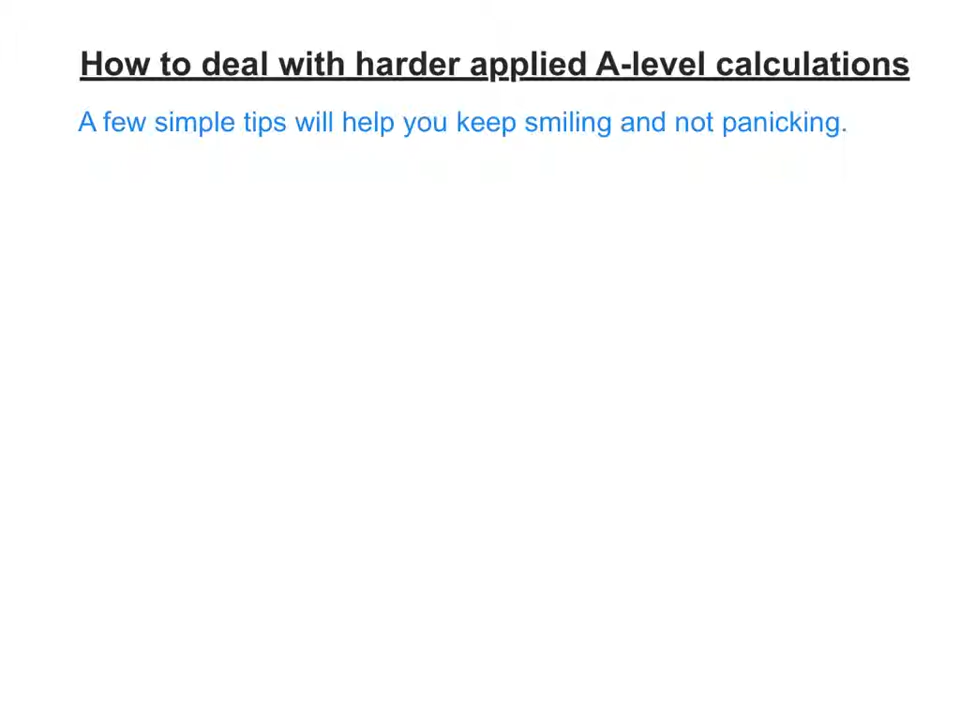 How to deal with harder applied A-level calculations
A few simple tips will help you keep smiling and not panicking.